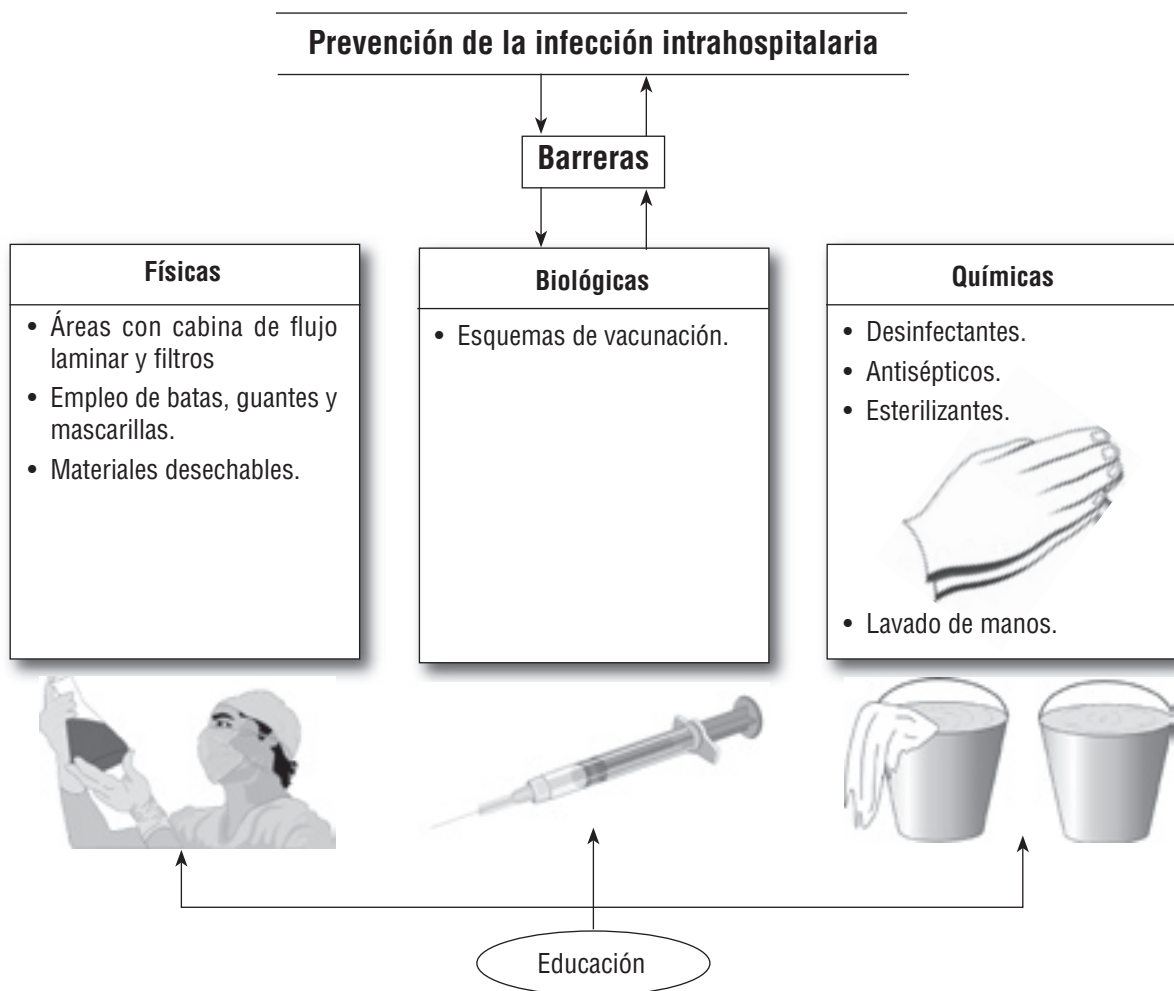 Prevención de la infección intrahospitalaria
Barreras
Físicas
• Áreas con cabina de flujo
laminar y filtros
• Empleo de batas, guantes y
mascarillas.
• Materiales desechables.
Biológicas
• Esquemas de vacunación.
Químicas
• Desinfectantes.
• Antisépticos.
• Esterilizantes.
• Lavado de manos.
Educación